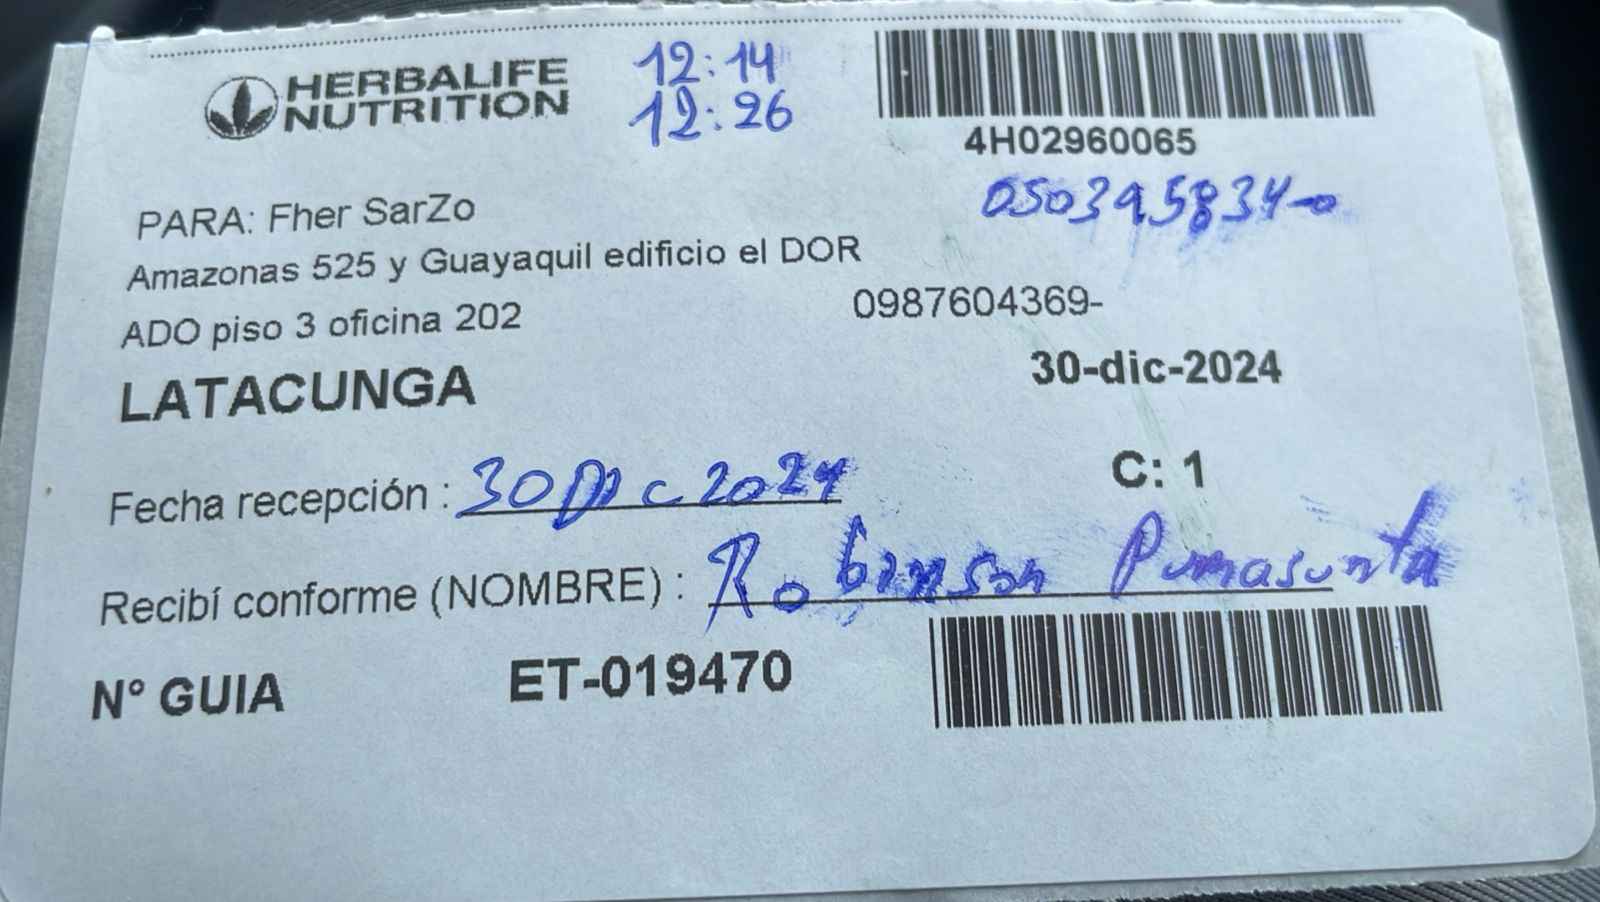 HERBALIFE
NUTRITION
12:14
12:26
4H02960065
050395834-0
PARA: Fher SarZo
Amazonas 525 y Guayaquil edificio el DOR
ADO piso 3 oficina 202
0987604369-
LATACUNGA
30-dic-2024
Fecha recepción : 30 Dic 2024
C: 1
Recibí conforme (NOMBRE) : Robinson Pumasunta
Nº GUIA ET-019470